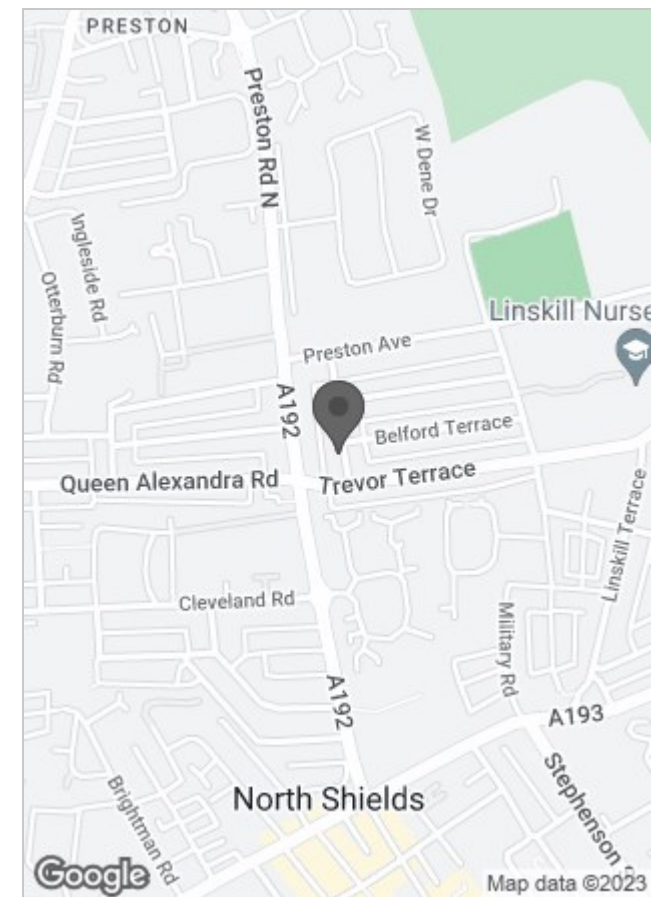 PRESTON
Preston Rd N
W Dene Dr
Ingleside Rd
Otterburn Rd
Linskill Nurse
Preston Ave
A192
Belford Terrace
Queen Alexandra Rd
Trevor Terrace
Linskill Terrace
Cleveland Rd
Military Rd
A192
A193
Stephenson S
North Shields
Brightman Rd
Google
Map data ©2023